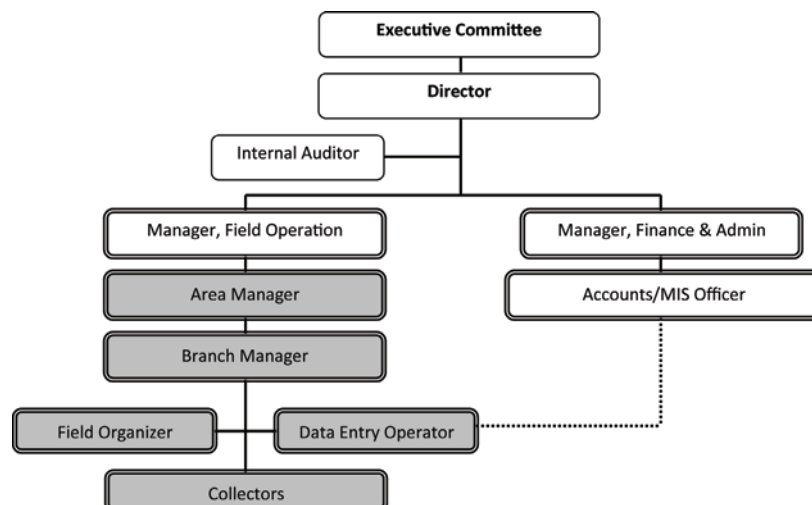 Executive Committee
Director
Internal Auditor
Manager, Field Operation
Manager, Finance & Admin
Area Manager
Accounts/MIS Officer
Branch Manager
Field Organizer
Data Entry Operator
Collectors